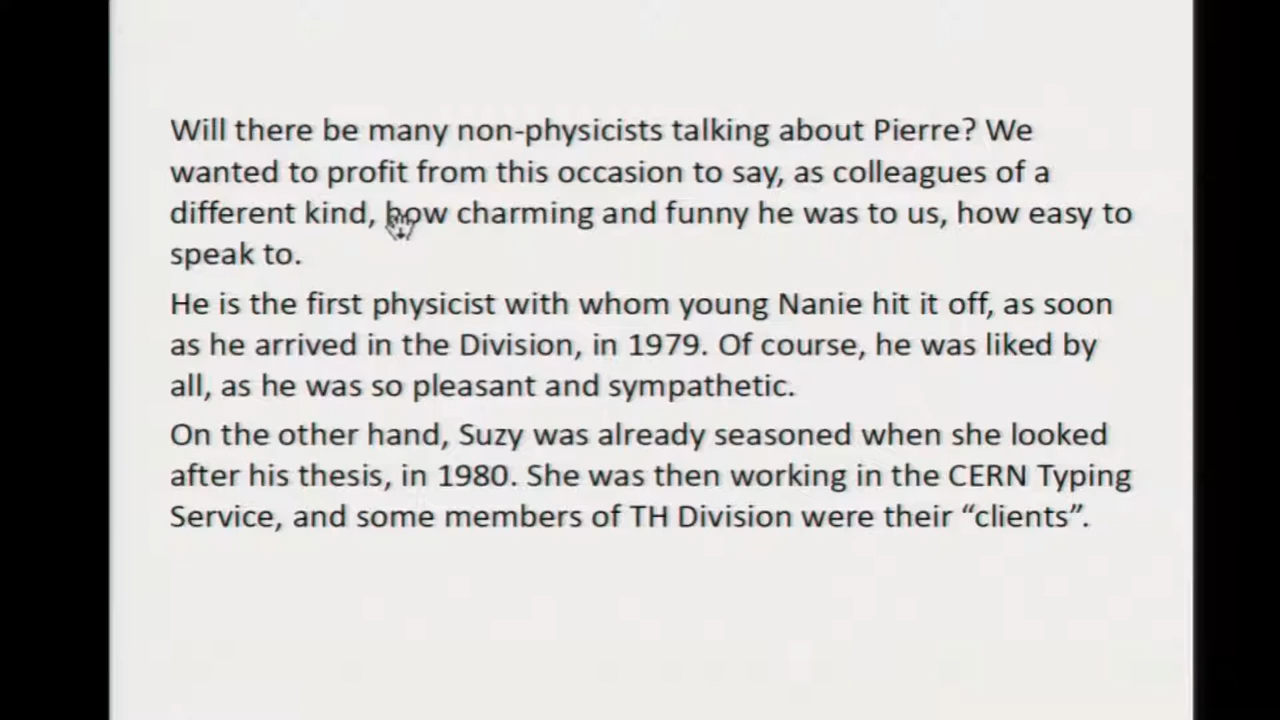 Will there be many non-physicists talking about Pierre? We
wanted to profit from this occasion to say, as colleagues of a
different kind, how charming and funny he was to us, how easy to
speak to.
He is the first physicist with whom young Nanie hit it off, as soon
as he arrived in the Division, in 1979. Of course, he was liked by
all, as he was so pleasant and sympathetic.
On the other hand, Suzy was already seasoned when she looked
after his thesis, in 1980. She was then working in the CERN Typing
Service, and some members of TH Division were their “clients”.